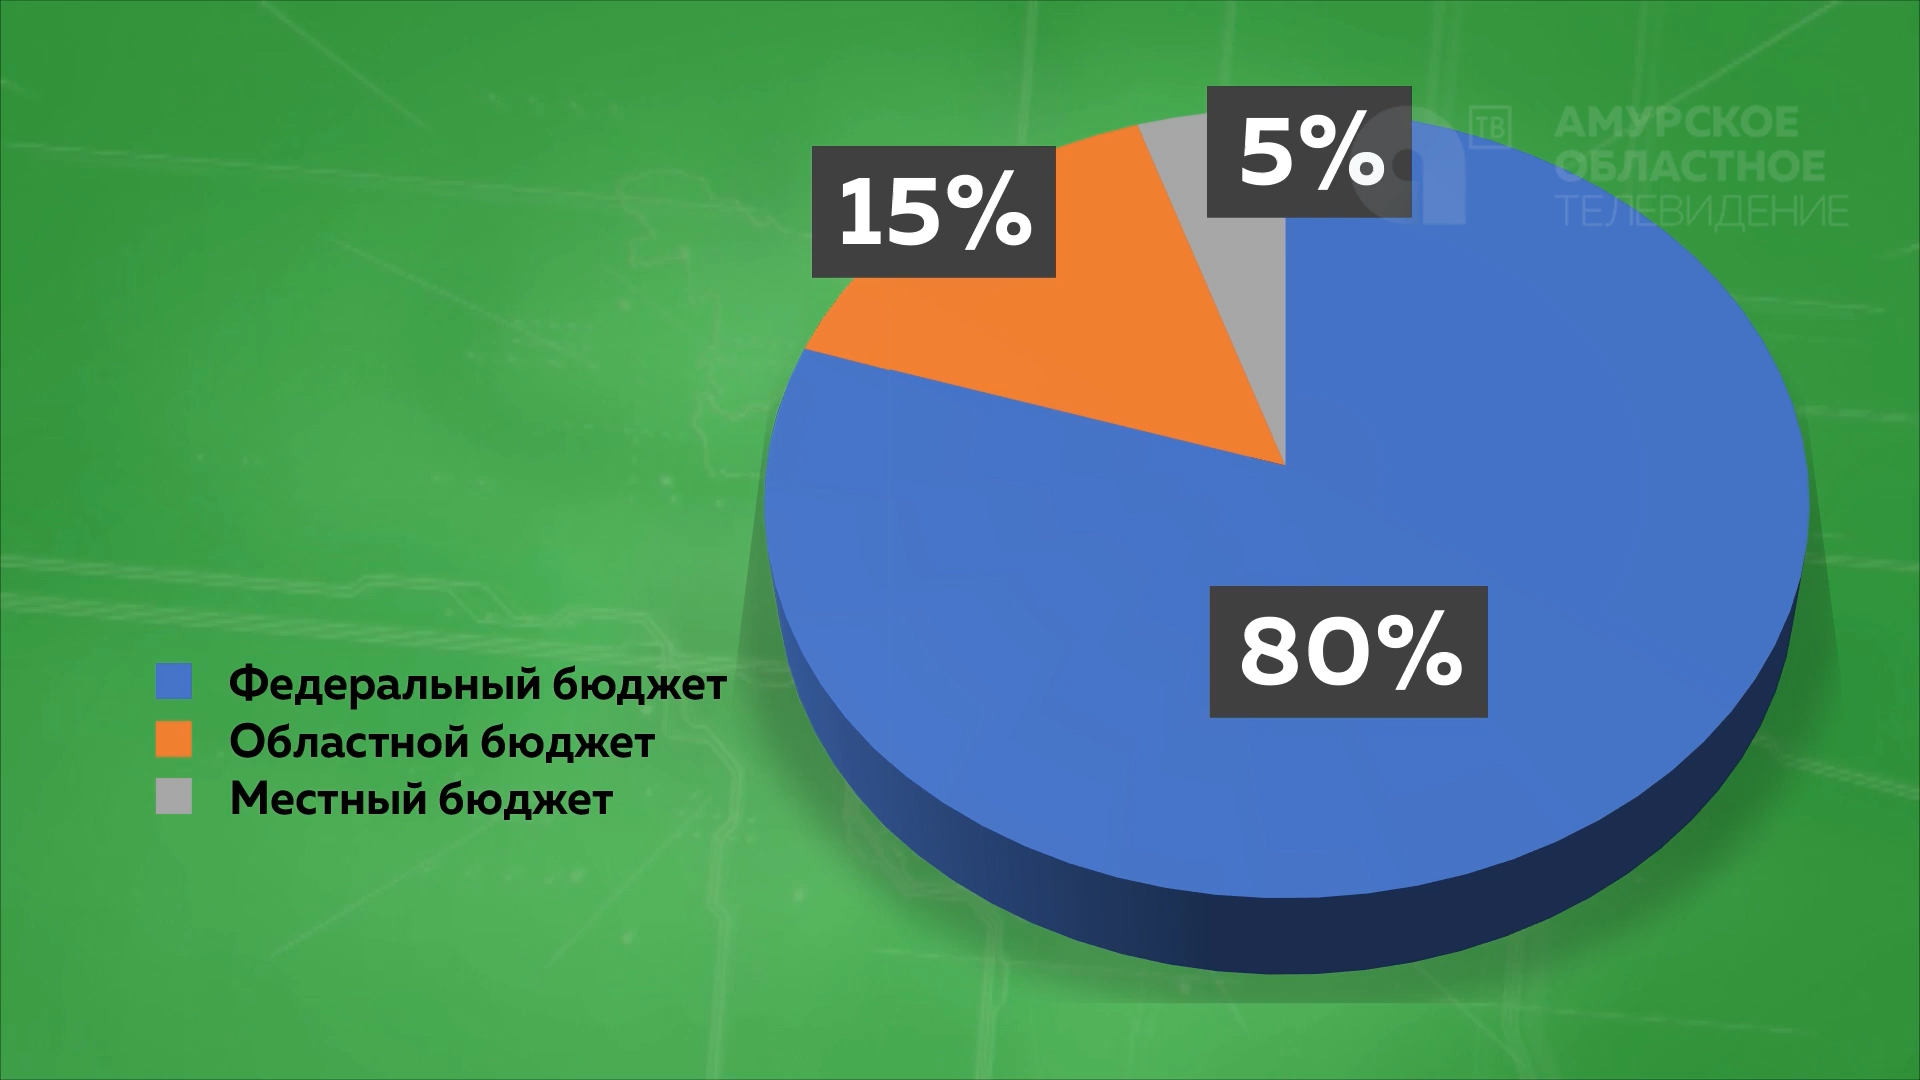 5%
ТВ
АМУРСКОЕ
ОБЛАСТНОЕ
ТЕЛЕВИДЕНИЕ
15%
80%
Федеральный бюджет
Областной бюджет
Местный бюджет